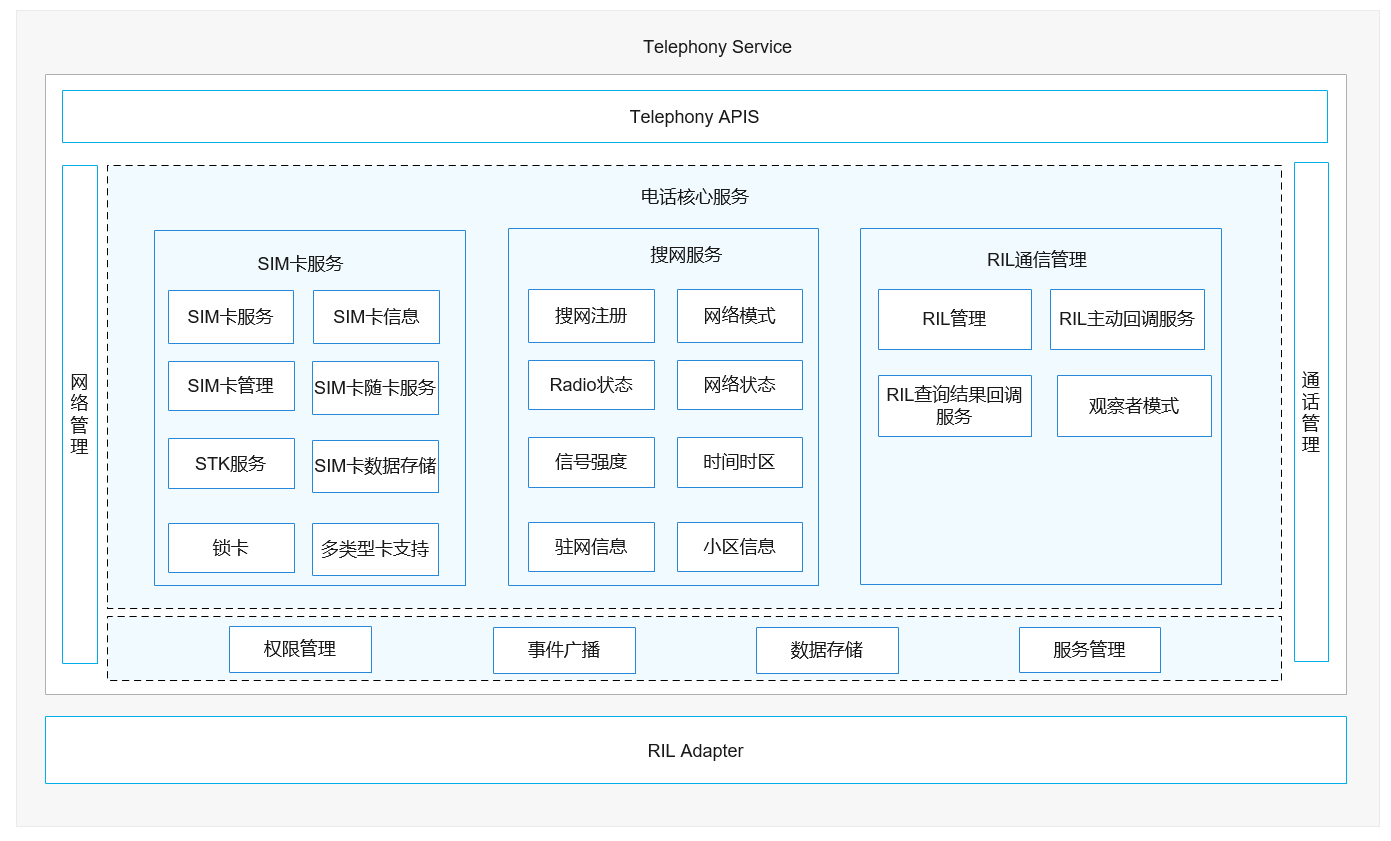 Telephony Service
Telephony APIS
网络管理
电话核心服务
SIM卡服务
SIM卡服务
SIM卡信息
SIM卡管理
SIM卡随卡服务
STK服务
SIM卡数据存储
锁卡
多类型卡支持
搜网服务
搜网注册
网络模式
Radio状态
网络状态
信号强度
时间时区
驻网信息
小区信息
RIL通信管理
RIL管理
RIL主动回调服务
RIL查询结果回调
服务
观察者模式
通话管理
权限管理
事件广播
数据存储
服务管理
RIL Adapter